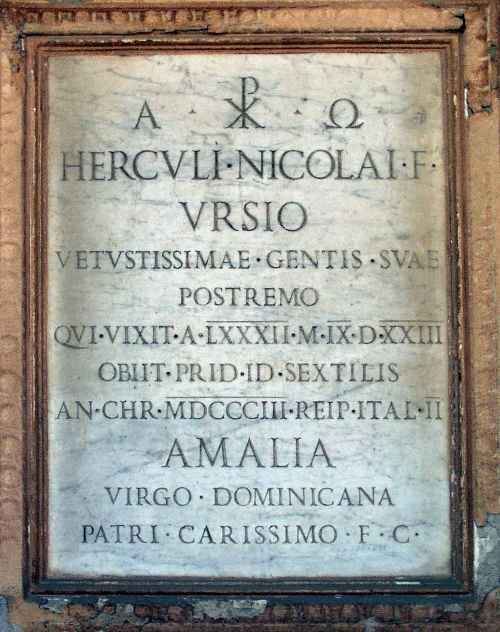 A · ☧ · Ω
HERCVLI·NICOLAI·F·
VRSIO
VETVSTISSIMAE·GENTIS·SVAE
POSTREMO
QVI·VIXIT·A·LXXXII·M·IX·D·XXIII
OBIIT·PRID·ID·SEXTILIS
AN·CHR·MDCCCIII·REIP·ITAL·II
AMALIA
VIRGO·DOMINICANA
PATRI·CARISSIMO·F·C·